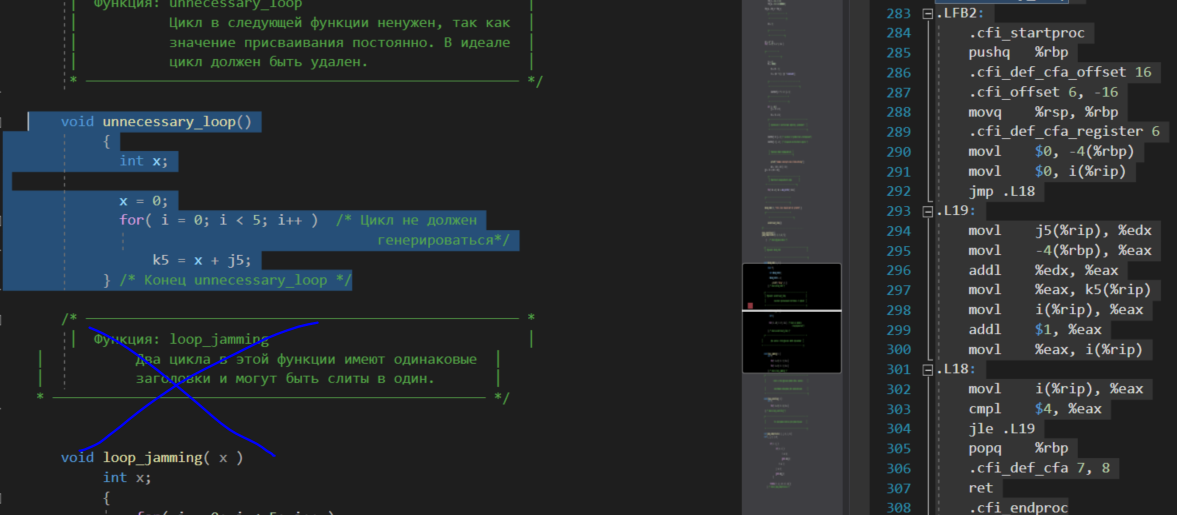 Функция: unnecessary_loop
Цикл в следующей функции ненужен, так как
значение присваивания постоянно. В идеале
цикл должен быть удален.
* */
void unnecessary_loop()
{
int x;
x = 0;
for( i = 0; i < 5; i++ ) /* Цикл не должен
генерироваться*/
k5 = x + j5;
} /* Конец unnecessary_loop */
/* *
Функция: loop_jamming
Два цикла в этой функции имеют одинаковые
заголовки и могут быть слиты в один.
* */
void loop_jamming( x )
int x;
{
283 .LFB2:
284 .cfi_startproc
285 pushq %rbp
286 .cfi_def_cfa_offset 16
287 .cfi_offset 6, -16
288 movq %rsp, %rbp
289 .cfi_def_cfa_register 6
290 movl $0, -4(%rbp)
291 movl $0, i(%rip)
292 jmp .L18
293 .L19:
294 movl j5(%rip), %edx
295 movl -4(%rbp), %eax
296 addl %edx, %eax
297 movl %eax, k5(%rip)
298 movl i(%rip), %eax
299 addl $1, %eax
300 movl %eax, i(%rip)
301 .L18:
302 movl i(%rip), %eax
303 cmpl $4, %eax
304 jle .L19
305 popq %rbp
306 .cfi_def_cfa 7, 8
307 ret
308 .cfi_endproc